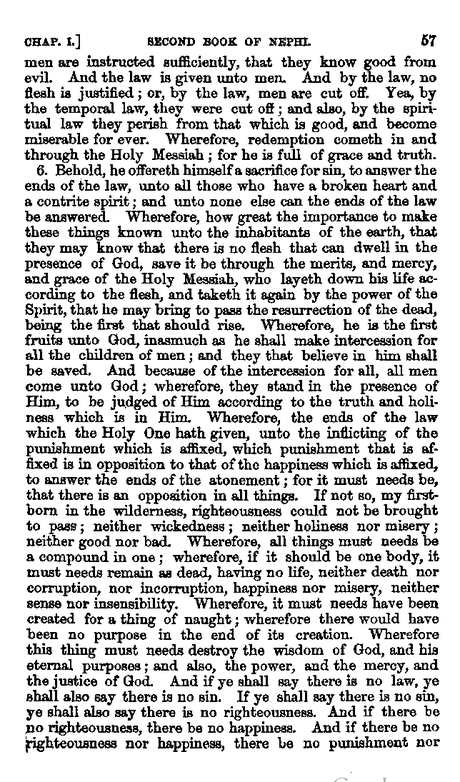 CHAP. I.] SECOND BOOK OF NEPHI. 57
men are instructed sufficiently, that they know good from
evil. And the law is given unto men. And by the law, no
flesh is justified; or, by the law, men are cut off. Yea, by
the temporal law, they were cut off; and also, by the spiri-
tual law they perish from that which is good, and become
miserable for ever. Wherefore, redemption cometh in and
through the Holy Messiah; for he is full of grace and truth.
6. Behold, he offereth himself a sacrifice for sin, to answer the
ends of the law, unto all those who have a broken heart and
a contrite spirit; and unto none else can the ends of the law
be answered. Wherefore, how great the importance to make
these things known unto the inhabitants of the earth, that
they may know that there is no flesh that can dwell in the
presence of God, save it be through the merits, and mercy,
and grace of the Holy Messiah, who layeth down his life ac-
cording to the flesh, and taketh it again by the power of the
Spirit, that he may bring to pass the resurrection of the dead,
being the first that should rise. Wherefore, he is the first
fruits unto God, inasmuch as he shall make intercession for
all the children of men; and they that believe in him shall
be saved. And because of the intercession for all, all men
come unto God; wherefore, they stand in the presence of
Him, to be judged of Him according to the truth and holi-
ness which is in Him. Wherefore, the ends of the law
which the Holy One hath given, unto the inflicting of the
punishment which is affixed, which punishment that is af-
fixed is in opposition to that of the happiness which is affixed,
to answer the ends of the atonement; for it must needs be,
that there is an opposition in all things. If not so, my first-
born in the wilderness, righteousness could not be brought
to pass; neither wickedness; neither holiness nor misery;
neither good nor bad. Wherefore, all things must needs be
a compound in one; wherefore, if it should be one body, it
must needs remain as dead, having no life, neither death nor
corruption, nor incorruption, happiness nor misery, neither
sense nor insensibility. Wherefore, it must needs have been
created for a thing of naught; wherefore there would have
been no purpose in the end of its creation. Wherefore
this thing must needs destroy the wisdom of God, and his
eternal purposes; and also, the power, and the mercy, and
the justice of God. And if ye shall say there is no law, ye
shall also say there is no sin. If ye shall say there is no sin,
ye shall also say there is no righteousness. And if there be
no righteousness, there be no happiness. And if there be no
righteousness nor happiness, there be no punishment nor